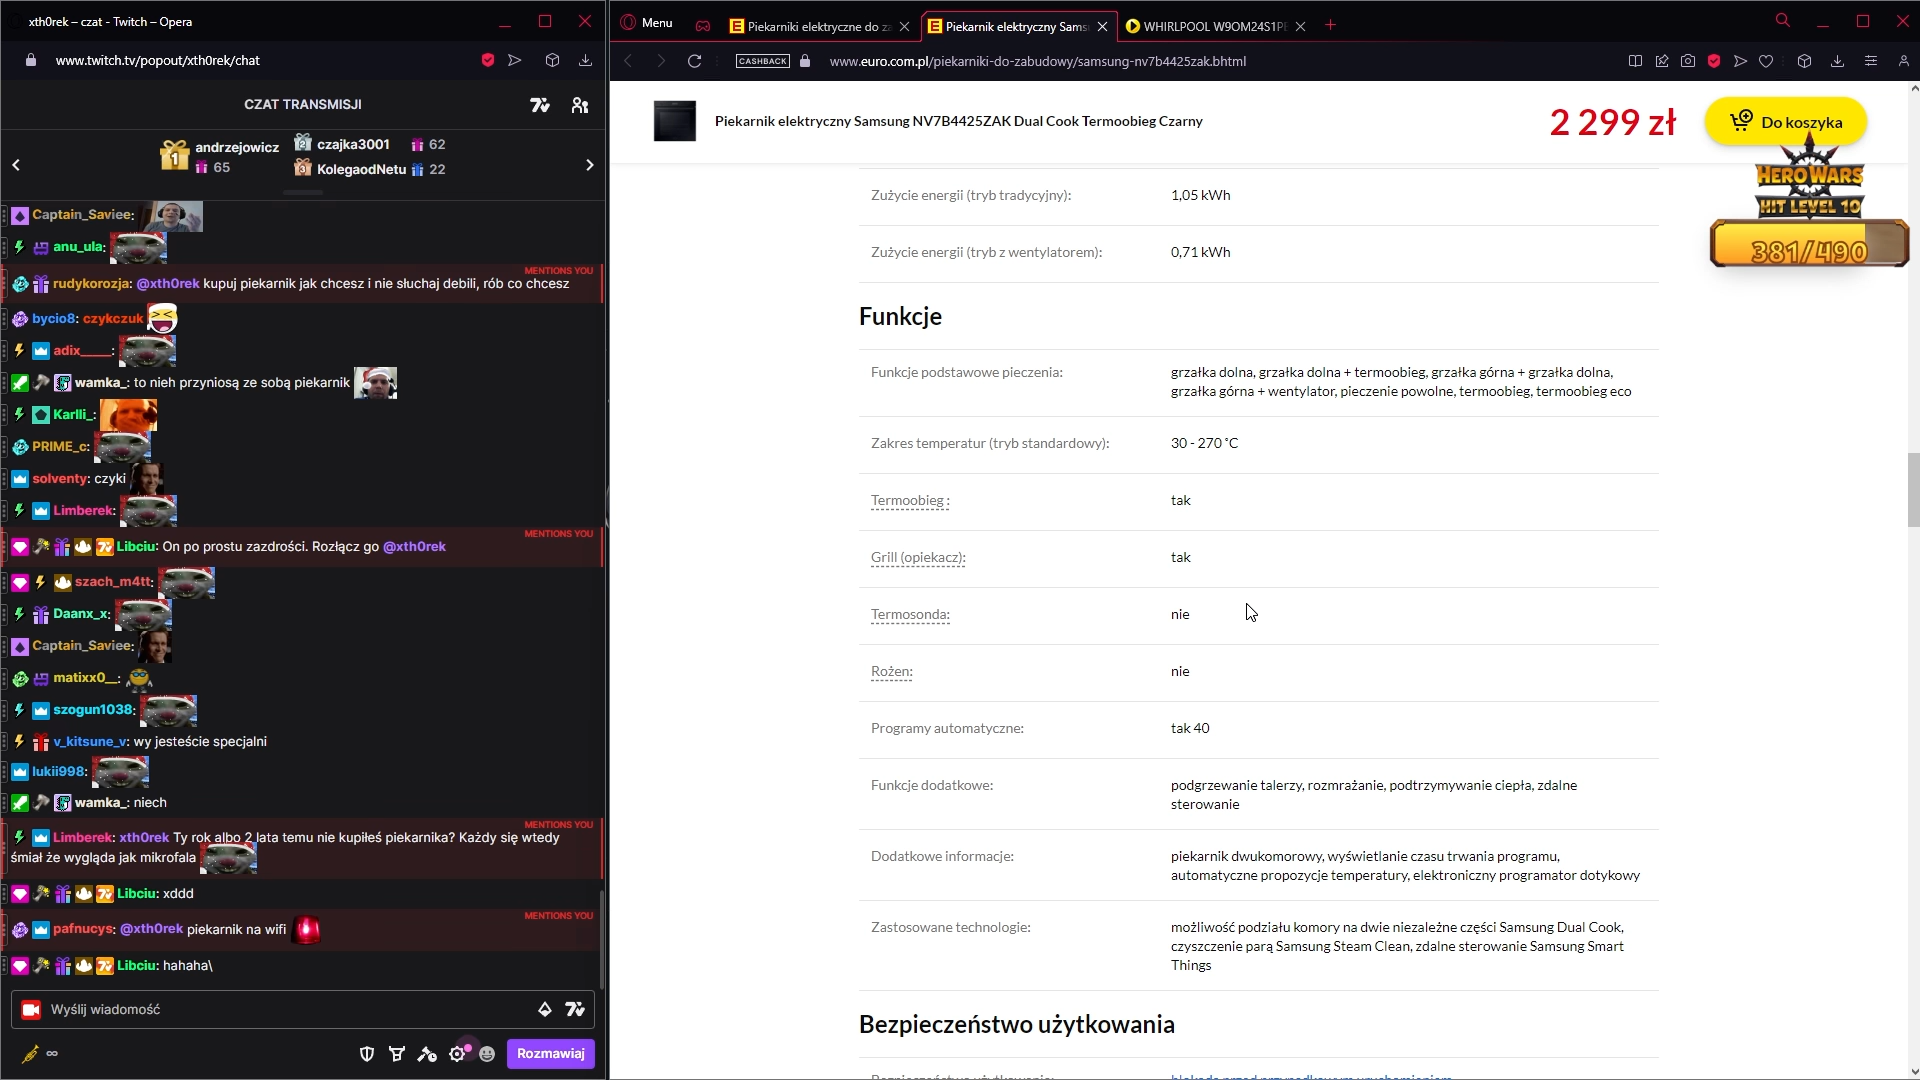 xth0rek – czat - Twitch – Opera
www.twitch.tv/popout/xth0rek/chat
CZAT TRANSMISJI
andrzejowicz
65
czajka3001 62
KolegaodNetu 22
Captain_Saviee:
anu_ula:
MENTIONS YOU
rudykorozja: @xth0rek kupuj piekarnik jak chcesz i nie słuchaj debili, rób co chcesz
bycio8: czykczuk
adix_____:
wamka_: to nieh przyniosą ze sobą piekarnik
Karlli_:
PRIME_c:
solventy: czyki
Limberek:
MENTIONS YOU
Libciu: On po prostu zazdrości. Rozłącz go @xth0rek
szach_m4tt:
Daanx_x:
Captain_Saviee:
matixx0__:
szogun1038:
v_kitsune_v: wy jesteście specjalni
lukii998:
wamka_: niech
MENTIONS YOU
Limberek: xth0rek Ty rok albo 2 lata temu nie kupiłeś piekarnika? Każdy się wtedy
śmiał że wygląda jak mikrofala
Libciu: xddd
MENTIONS YOU
pafnucys: @xth0rek piekarnik na wifi
Libciu: hahaha\
Wyślij wiadomość
∞
Rozmawiaj
Menu
Piekarniki elektryczne do za
Piekarnik elektryczny Sams
WHIRLPOOL W9OM24S1P
CASHBACK
www.euro.com.pl/piekarniki-do-zabudowy/samsung-nv7b4425zak.bhtml
Piekarnik elektryczny Samsung NV7B4425ZAK Dual Cook Termoobieg Czarny
2 299 zł
Do koszyka
HERO WARS
HIT LEVEL 10
381/490
Zużycie energii (tryb tradycyjny): 1,05 kWh
Zużycie energii (tryb z wentylatorem): 0,71 kWh
Funkcje
Funkcje podstawowe pieczenia: grzałka dolna, grzałka dolna + termoobieg, grzałka górna + grzałka dolna,
grzałka górna + wentylator, pieczenie powolne, termoobieg, termoobieg eco
Zakres temperatur (tryb standardowy): 30 - 270 °C
Termoobieg : tak
Grill (opiekacz): tak
Termosonda: nie
Rożen: nie
Programy automatyczne: tak 40
Funkcje dodatkowe: podgrzewanie talerzy, rozmrażanie, podtrzymywanie ciepła, zdalne
sterowanie
Dodatkowe informacje: piekarnik dwukomorowy, wyświetlanie czasu trwania programu,
automatyczne propozycje temperatury, elektroniczny programator dotykowy
Zastosowane technologie: możliwość podziału komory na dwie niezależne części Samsung Dual Cook,
czyszczenie parą Samsung Steam Clean, zdalne sterowanie Samsung Smart
Things
Bezpieczeństwo użytkowania